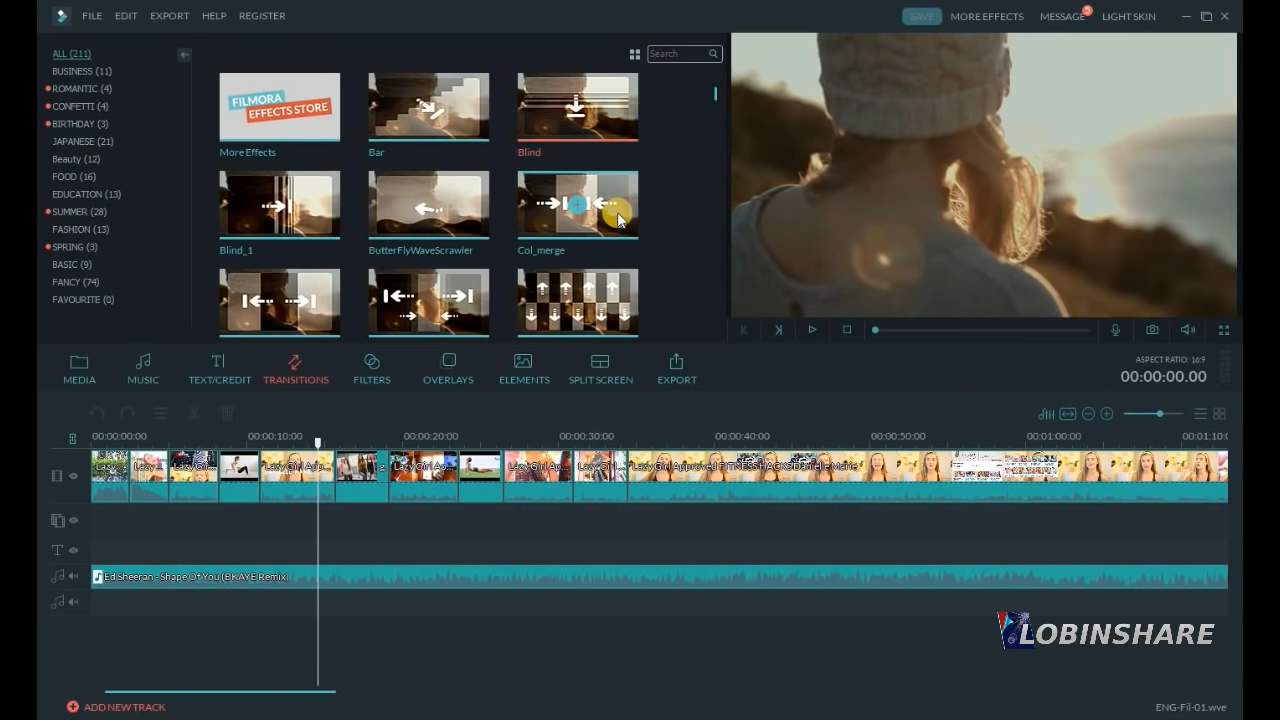 FILE EDIT EXPORT HELP REGISTER SAVE MORE EFFECTS MESSAGE LIGHT SKIN
ALL (211)
BUSINESS (11)
ROMANTIC (4)
CONFETTI (4)
BIRTHDAY (3)
JAPANESE (21)
Beauty (12)
FOOD (16)
EDUCATION (13)
SUMMER (28)
FASHION (13)
SPRING (3)
BASIC (9)
FANCY (74)
FAVOURITE (0)
Search
FILMORA
EFFECTS STORE
More Effects Bar Blind
Blind_1 ButterFlyWaveScrawler Col_merge
MEDIA MUSIC TEXT/CREDIT TRANSITIONS FILTERS OVERLAYS ELEMENTS SPLIT SCREEN EXPORT
ASPECT RATIO: 16:9
00:00:00.00
00:00:00:00 00:00:10:00 00:00:20:00 00:00:30:00 00:00:40:00 00:00:50:00 00:01:00:00 00:01:10:0
Lazy Girl Approved FITNESS HACKS
Ed Sheeran - Shape Of You (BKAYE Remix)
LOBINSHARE
ADD NEW TRACK
ENG-Fil-01.wve